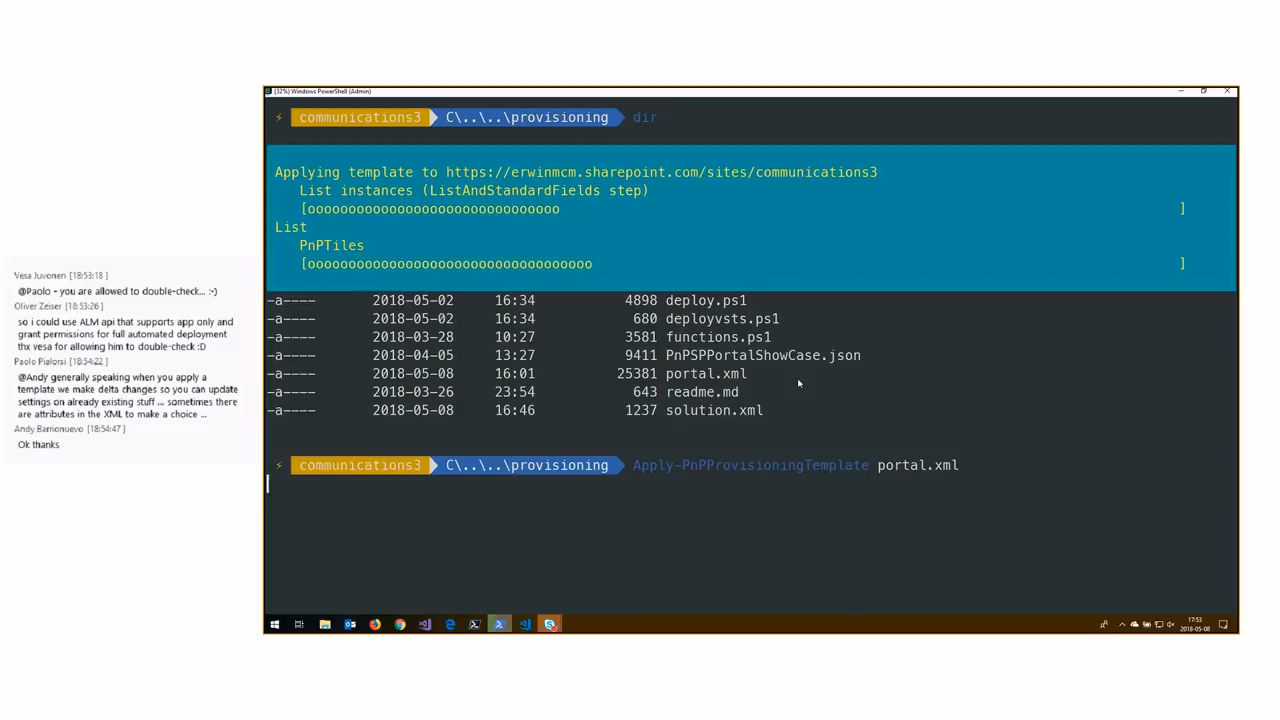 [32%] Windows PowerShell (Admin)
⚡ communications3 C\..\..\provisioning dir
Applying template to https://erwinmcm.sharepoint.com/sites/communications3
List instances (ListAndStandardFields step)
[ooooooooooooooooooooooooooooooo ]
List
PnPTiles
[ooooooooooooooooooooooooooooooooooo ]
-a---- 2018-05-02 16:34 4898 deploy.ps1
-a---- 2018-05-02 16:34 680 deployvsts.ps1
-a---- 2018-03-28 10:27 3581 functions.ps1
-a---- 2018-04-05 13:27 9411 PnPSPPortalShowCase.json
-a---- 2018-05-08 16:01 25381 portal.xml
-a---- 2018-03-26 23:54 643 readme.md
-a---- 2018-05-08 16:46 1237 solution.xml
⚡ communications3 C\..\..\provisioning Apply-PnPProvisioningTemplate portal.xml
17:53
2018-05-08
Vesa Juvonen [18:53:18 ]
@Paolo - you are allowed to double-check... :-)
Oliver Zeiser [18:53:26 ]
so i could use ALM api that supports app only and
grant permissions for full automated deployment
thx vesa for allowing him to double-check :D
Paolo Pialorsi [18:54:22 ]
@Andy generally speaking when you apply a
template we make delta changes so you can update
settings on already existing stuff ... sometimes there
are attributes in the XML to make a choice ...
Andy Barrionuevo [18:54:47 ]
Ok thanks